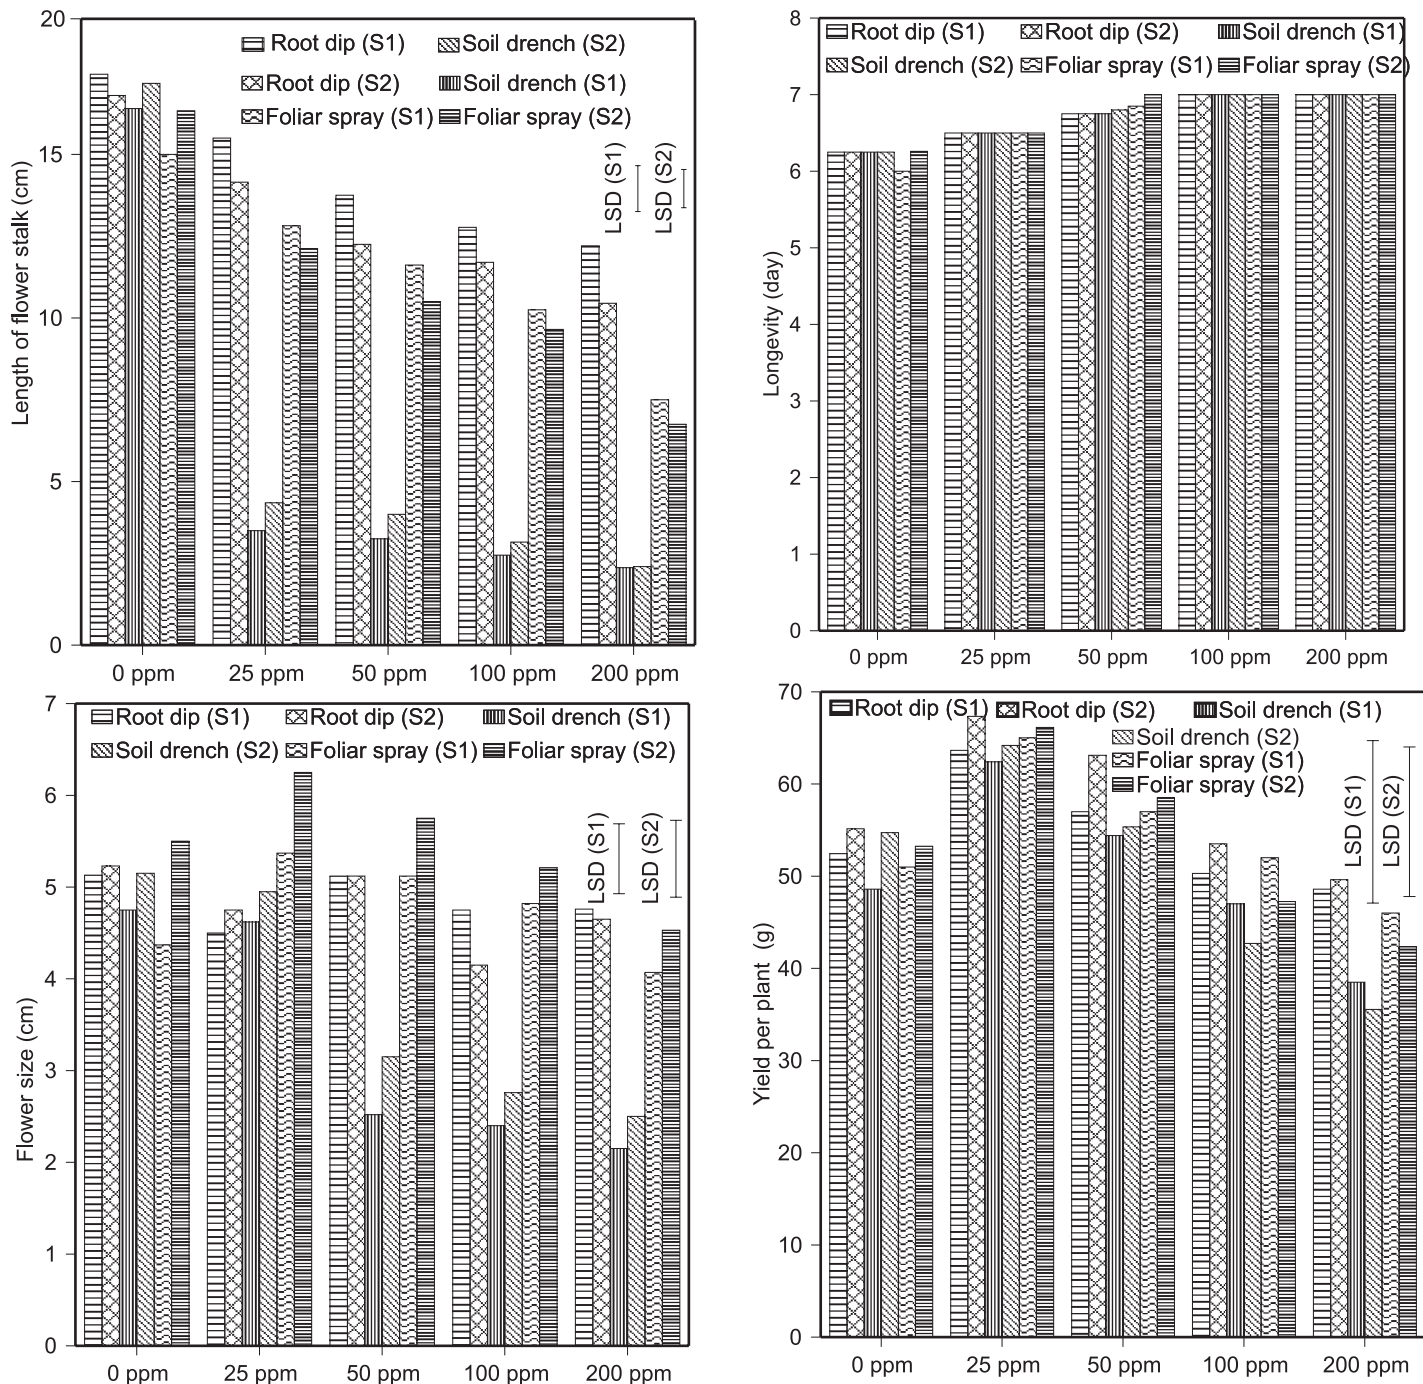 20
15
10
5
0
Length of flower stalk (cm)
Root dip (S1)
Soil drench (S2)
Root dip (S2)
Soil drench (S1)
Foliar spray (S1)
Foliar spray (S2)
LSD (S1)
LSD (S2)
0 ppm
25 ppm
50 ppm
100 ppm
200 ppm
8
7
6
5
4
3
2
1
0
Longevity (day)
Root dip (S1)
Root dip (S2)
Soil drench (S1)
Soil drench (S2)
Foliar spray (S1)
Foliar spray (S2)
0 ppm
25 ppm
50 ppm
100 ppm
200 ppm
7
6
5
4
3
2
1
0
Flower size (cm)
Root dip (S1)
Root dip (S2)
Soil drench (S1)
Soil drench (S2)
Foliar spray (S1)
Foliar spray (S2)
LSD (S1)
LSD (S2)
0 ppm
25 ppm
50 ppm
100 ppm
200 ppm
70
60
50
40
30
20
10
0
Yield per plant (g)
Root dip (S1)
Root dip (S2)
Soil drench (S1)
Soil drench (S2)
Foliar spray (S1)
Foliar spray (S2)
LSD (S1)
LSD (S2)
0 ppm
25 ppm
50 ppm
100 ppm
200 ppm